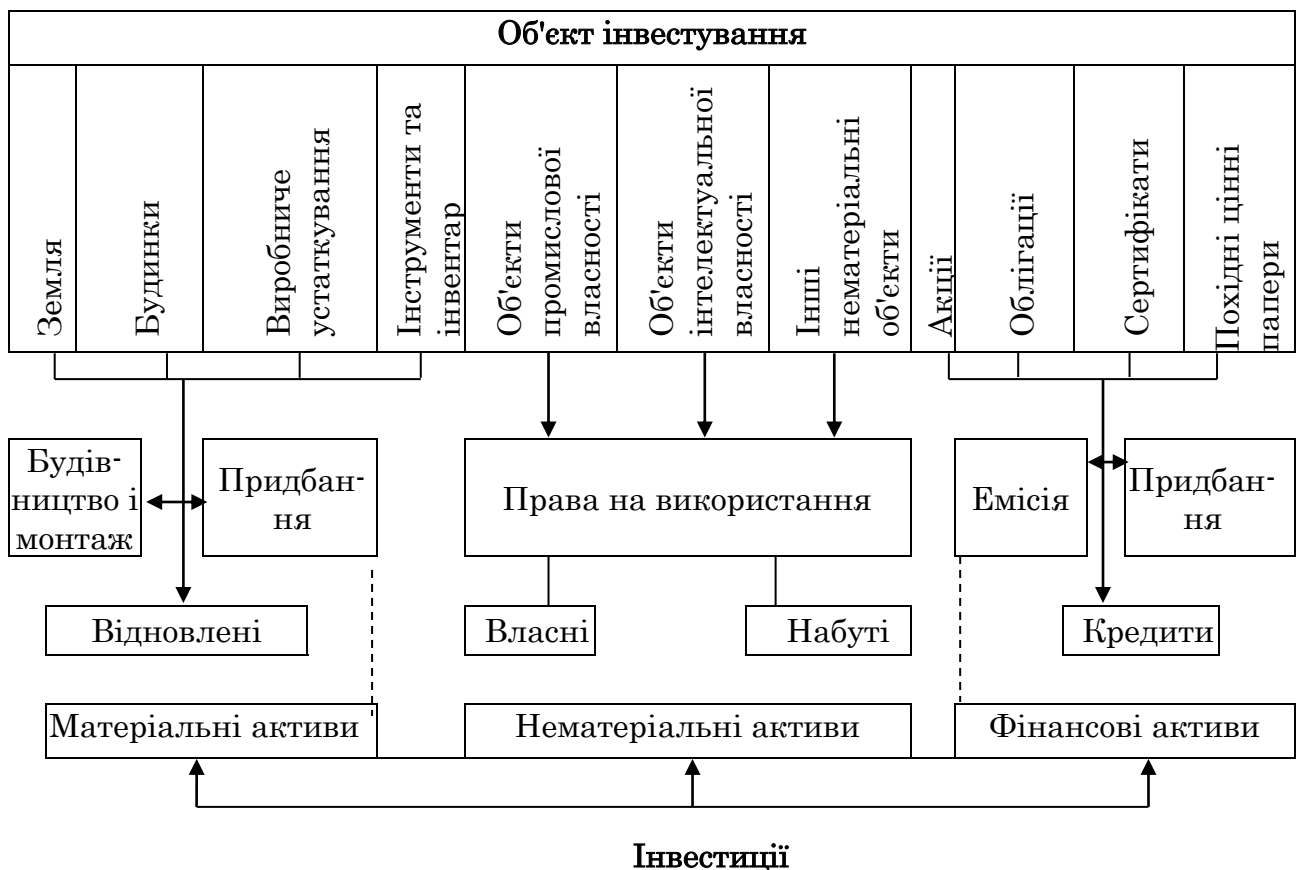 Об'єкт інвестування
Земля
Будинки
Виробниче
устаткування
Інструменти та
інвентар
Об'єкти
промислової
власності
Об'єкти
інтелектуальної
власності
Інші
нематеріальні
об'єкти
Акції
Облігації
Сертифікати
Похідні цінні
папери
Будів-
ництво і
монтаж
Придбан-
ня
Права на використання
Емісія
Придбан-
ня
Відновлені
Власні
Набуті
Кредити
Матеріальні активи
Нематеріальні активи
Фінансові активи
Інвестиції